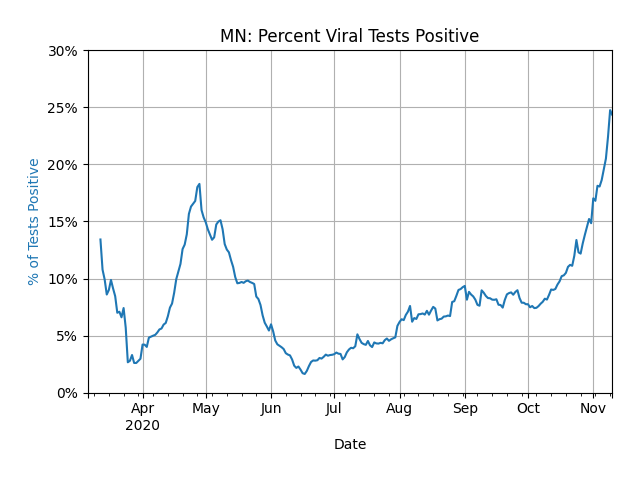 MN: Percent Viral Tests Positive
30%
25%
20%
15%
10%
5%
0%
% of Tests Positive
Apr May Jun Jul Aug Sep Oct Nov
2020
Date